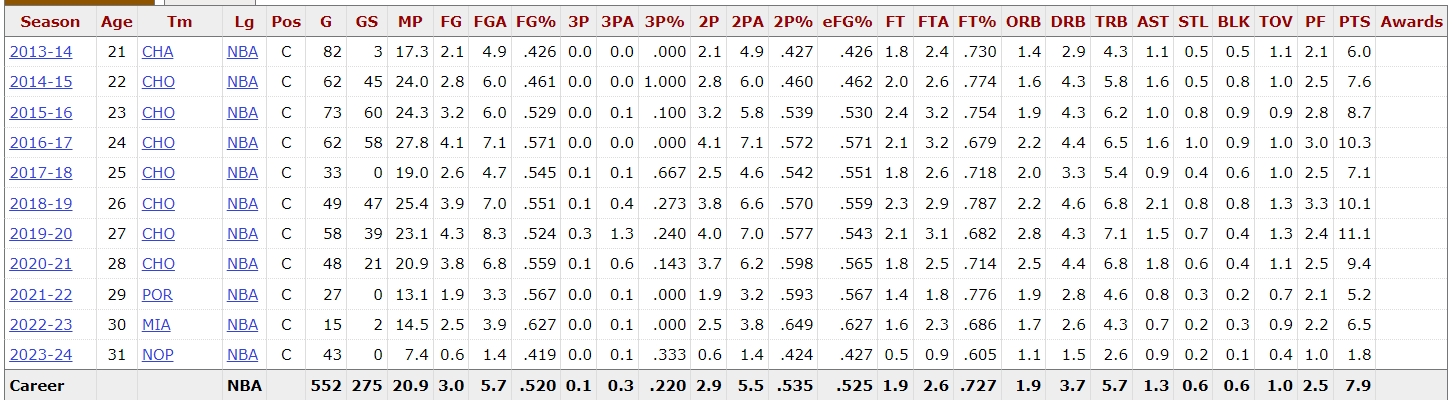 Season Age Tm Lg Pos G GS MP FG FGA FG% 3P 3PA 3P% 2P 2PA 2P% eFG% FT FTA FT% ORB DRB TRB AST STL BLK TOV PF PTS Awards
2013-14 21 CHA NBA C 82 3 17.3 2.1 4.9 .426 0.0 0.0 .000 2.1 4.9 .427 .426 1.8 2.4 .730 1.4 2.9 4.3 1.1 0.5 0.5 1.1 2.1 6.0
2014-15 22 CHO NBA C 62 45 24.0 2.8 6.0 .461 0.0 0.0 1.000 2.8 6.0 .460 .462 2.0 2.6 .774 1.6 4.3 5.8 1.6 0.5 0.8 1.0 2.5 7.6
2015-16 23 CHO NBA C 73 60 24.3 3.2 6.0 .529 0.0 0.1 .100 3.2 5.8 .539 .530 2.4 3.2 .754 1.9 4.3 6.2 1.0 0.8 0.9 0.9 2.8 8.7
2016-17 24 CHO NBA C 62 58 27.8 4.1 7.1 .571 0.0 0.0 .000 4.1 7.1 .572 .571 2.1 3.2 .679 2.2 4.4 6.5 1.6 1.0 0.9 1.0 3.0 10.3
2017-18 25 CHO NBA C 33 0 19.0 2.6 4.7 .545 0.1 0.1 .667 2.5 4.6 .542 .551 1.8 2.6 .718 2.0 3.3 5.4 0.9 0.4 0.6 1.0 2.5 7.1
2018-19 26 CHO NBA C 49 47 25.4 3.9 7.0 .551 0.1 0.4 .273 3.8 6.6 .570 .559 2.3 2.9 .787 2.2 4.6 6.8 2.1 0.8 0.8 1.3 3.3 10.1
2019-20 27 CHO NBA C 58 39 23.1 4.3 8.3 .524 0.3 1.3 .240 4.0 7.0 .577 .543 2.1 3.1 .682 2.8 4.3 7.1 1.5 0.7 0.4 1.3 2.4 11.1
2020-21 28 CHO NBA C 48 21 20.9 3.8 6.8 .559 0.1 0.6 .143 3.7 6.2 .598 .565 1.8 2.5 .714 2.5 4.4 6.8 1.8 0.6 0.4 1.1 2.5 9.4
2021-22 29 POR NBA C 27 0 13.1 1.9 3.3 .567 0.0 0.1 .000 1.9 3.2 .593 .567 1.4 1.8 .776 1.9 2.8 4.6 0.8 0.3 0.2 0.7 2.1 5.2
2022-23 30 MIA NBA C 15 2 14.5 2.5 3.9 .627 0.0 0.1 .000 2.5 3.8 .649 .627 1.6 2.3 .686 1.7 2.6 4.3 0.7 0.2 0.3 0.9 2.2 6.5
2023-24 31 NOP NBA C 43 0 7.4 0.6 1.4 .419 0.0 0.1 .333 0.6 1.4 .424 .427 0.5 0.9 .605 1.1 1.5 2.6 0.9 0.2 0.1 0.4 1.0 1.8
Career NBA 552 275 20.9 3.0 5.7 .520 0.1 0.3 .220 2.9 5.5 .535 .525 1.9 2.6 .727 1.9 3.7 5.7 1.3 0.6 0.6 1.0 2.5 7.9